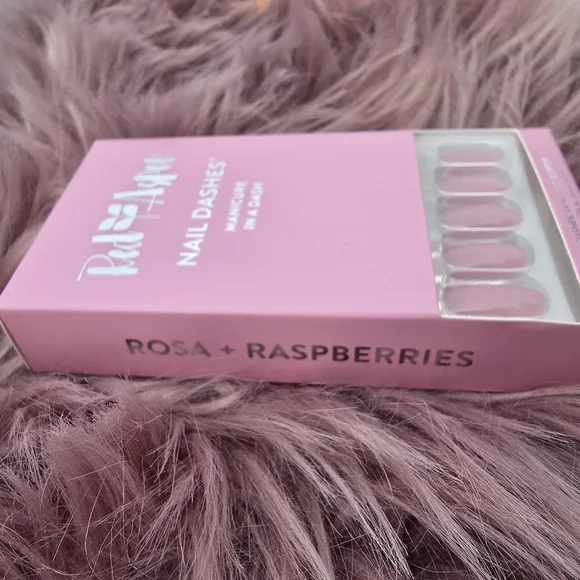 Red Aspen
NAIL DASHES®
MANICURE
IN A DASH
ROSA + RASPBERRIES